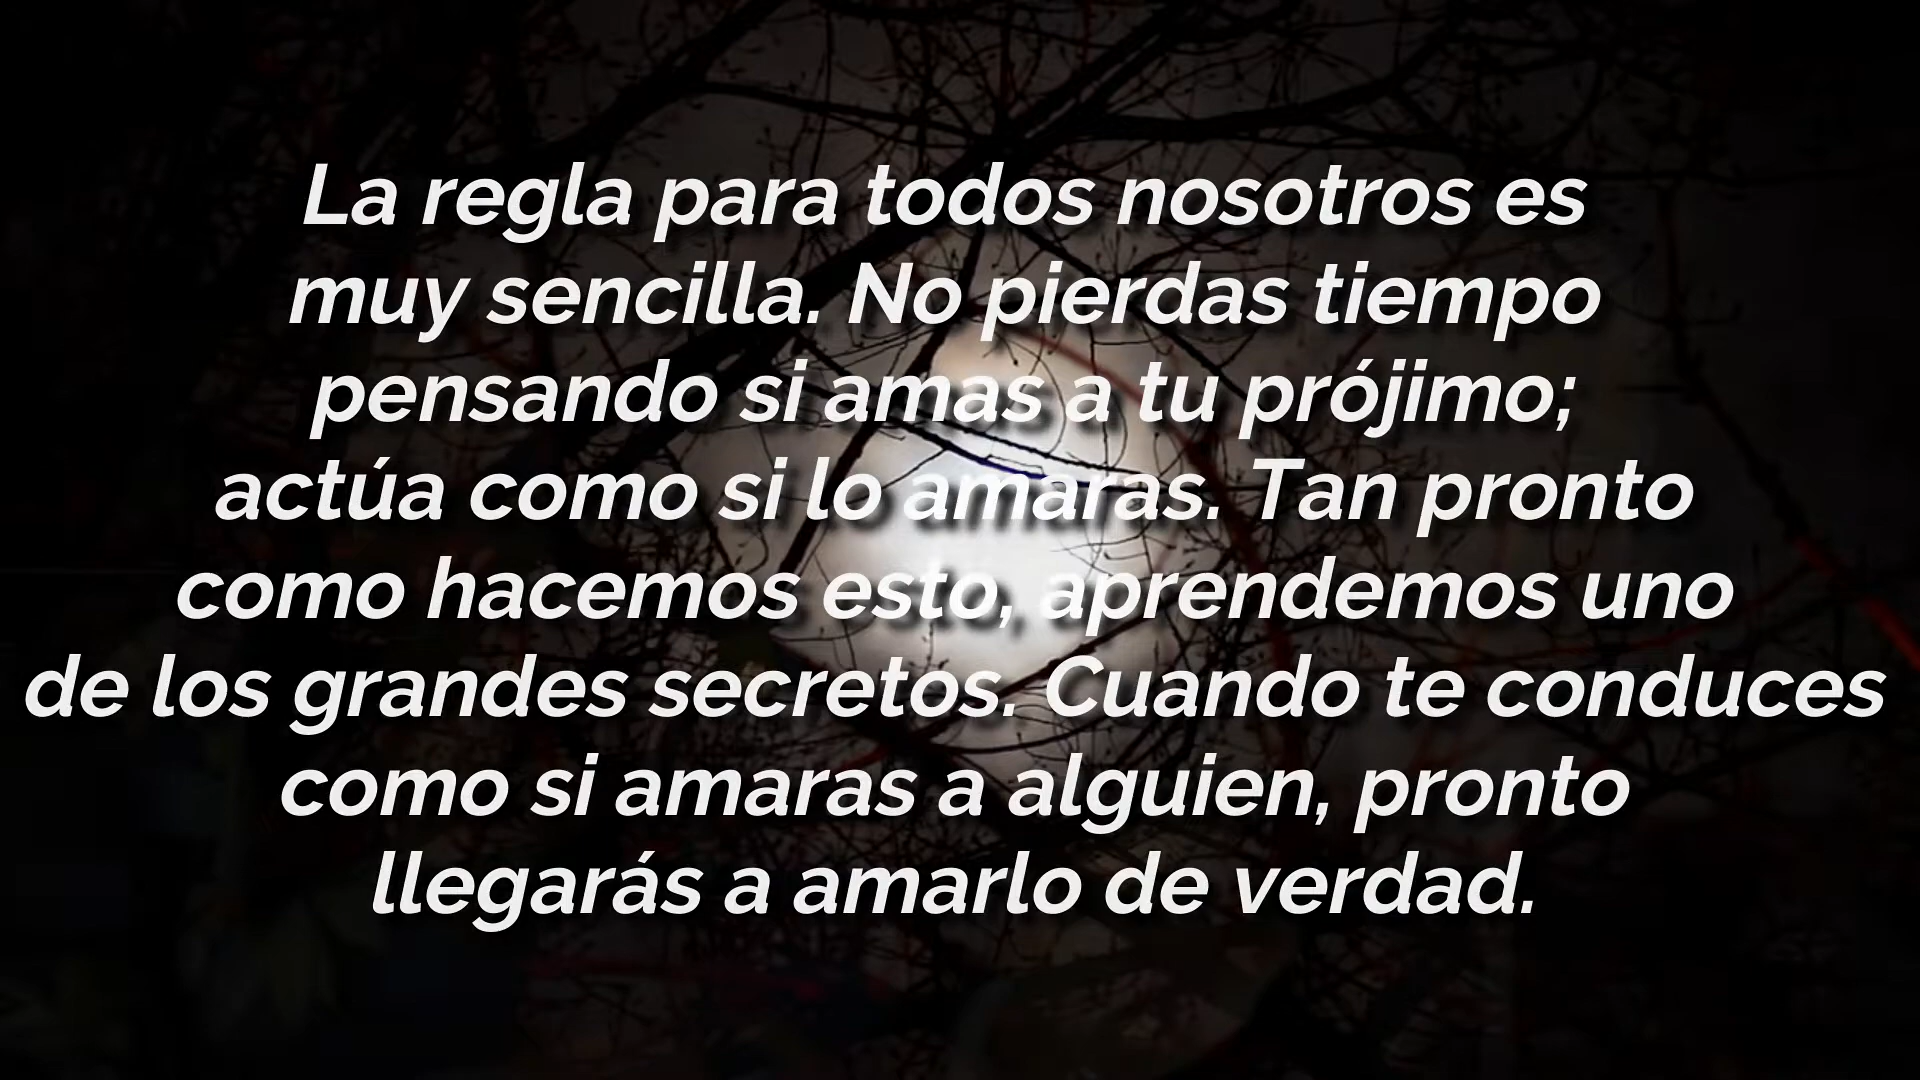 La regla para todos nosotros es
muy sencilla. No pierdas tiempo
pensando si amas a tu prójimo;
actúa como si lo amaras. Tan pronto
como hacemos esto, aprendemos uno
de los grandes secretos. Cuando te conduces
como si amaras a alguien, pronto
llegarás a amarlo de verdad.